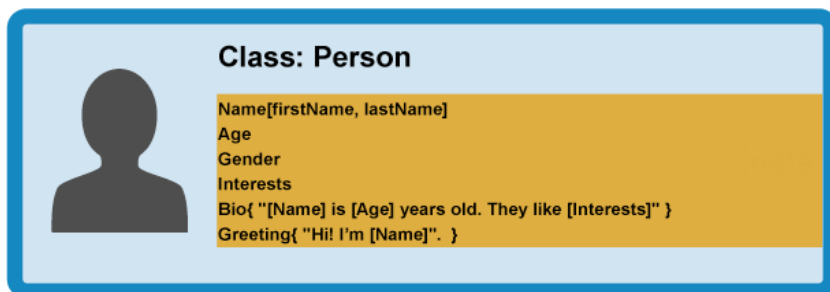 Class: Person
Name[firstName, lastName]
Age
Gender
Interests
Bio{ "[Name] is [Age] years old. They like [Interests]" }
Greeting{ "Hi! I’m [Name]".  }